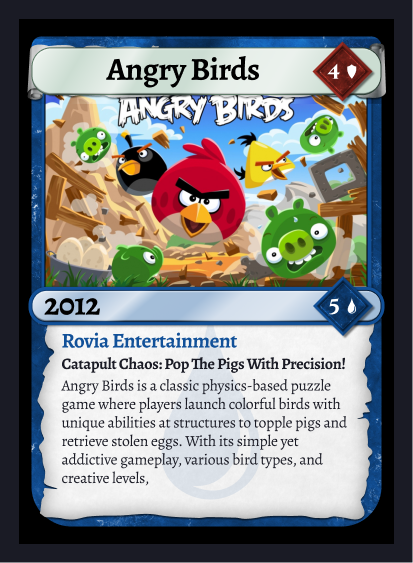 Angry Birds
4
ANGRY BIRDS
2012
5
Rovia Entertainment
Catapult Chaos: Pop The Pigs With Precision!
Angry Birds is a classic physics-based puzzle
game where players launch colorful birds with
unique abilities at structures to topple pigs and
retrieve stolen eggs. With its simple yet
addictive gameplay, various bird types, and
creative levels,